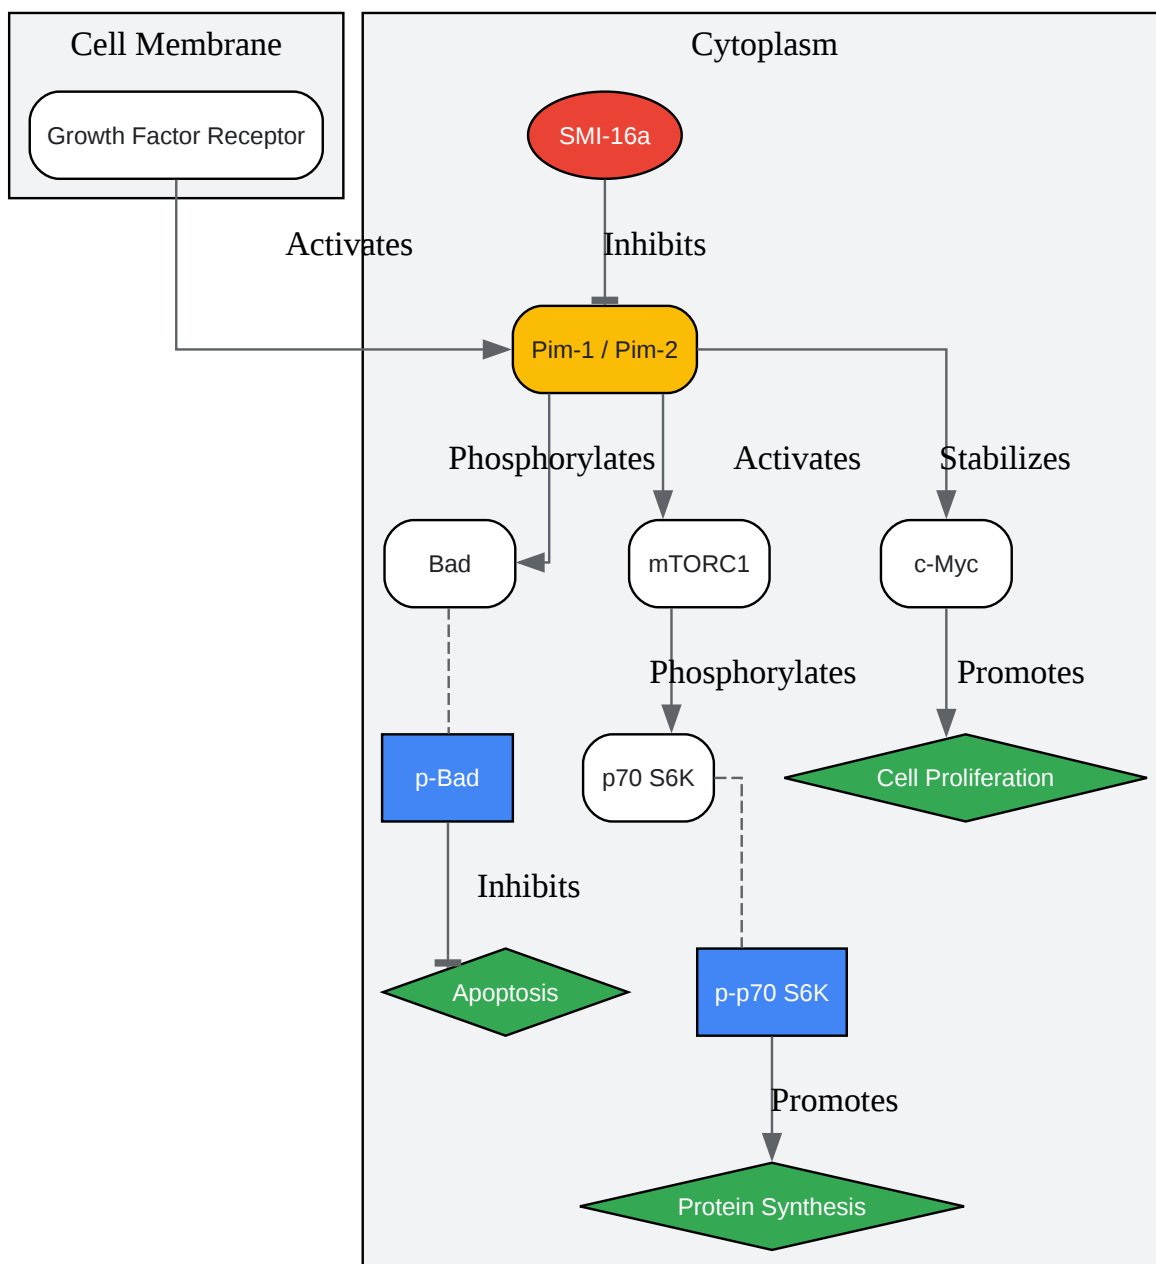 Cell Membrane
Cytoplasm
Growth Factor Receptor
SMI-16a
Activates
Inhibits
Pim-1 / Pim-2
Phosphorylates
Activates
Stabilizes
Bad
mTORC1
c-Myc
Phosphorylates
Promotes
p-Bad
p70 S6K
Cell Proliferation
Inhibits
Apoptosis
p-p70 S6K
Promotes
Protein Synthesis